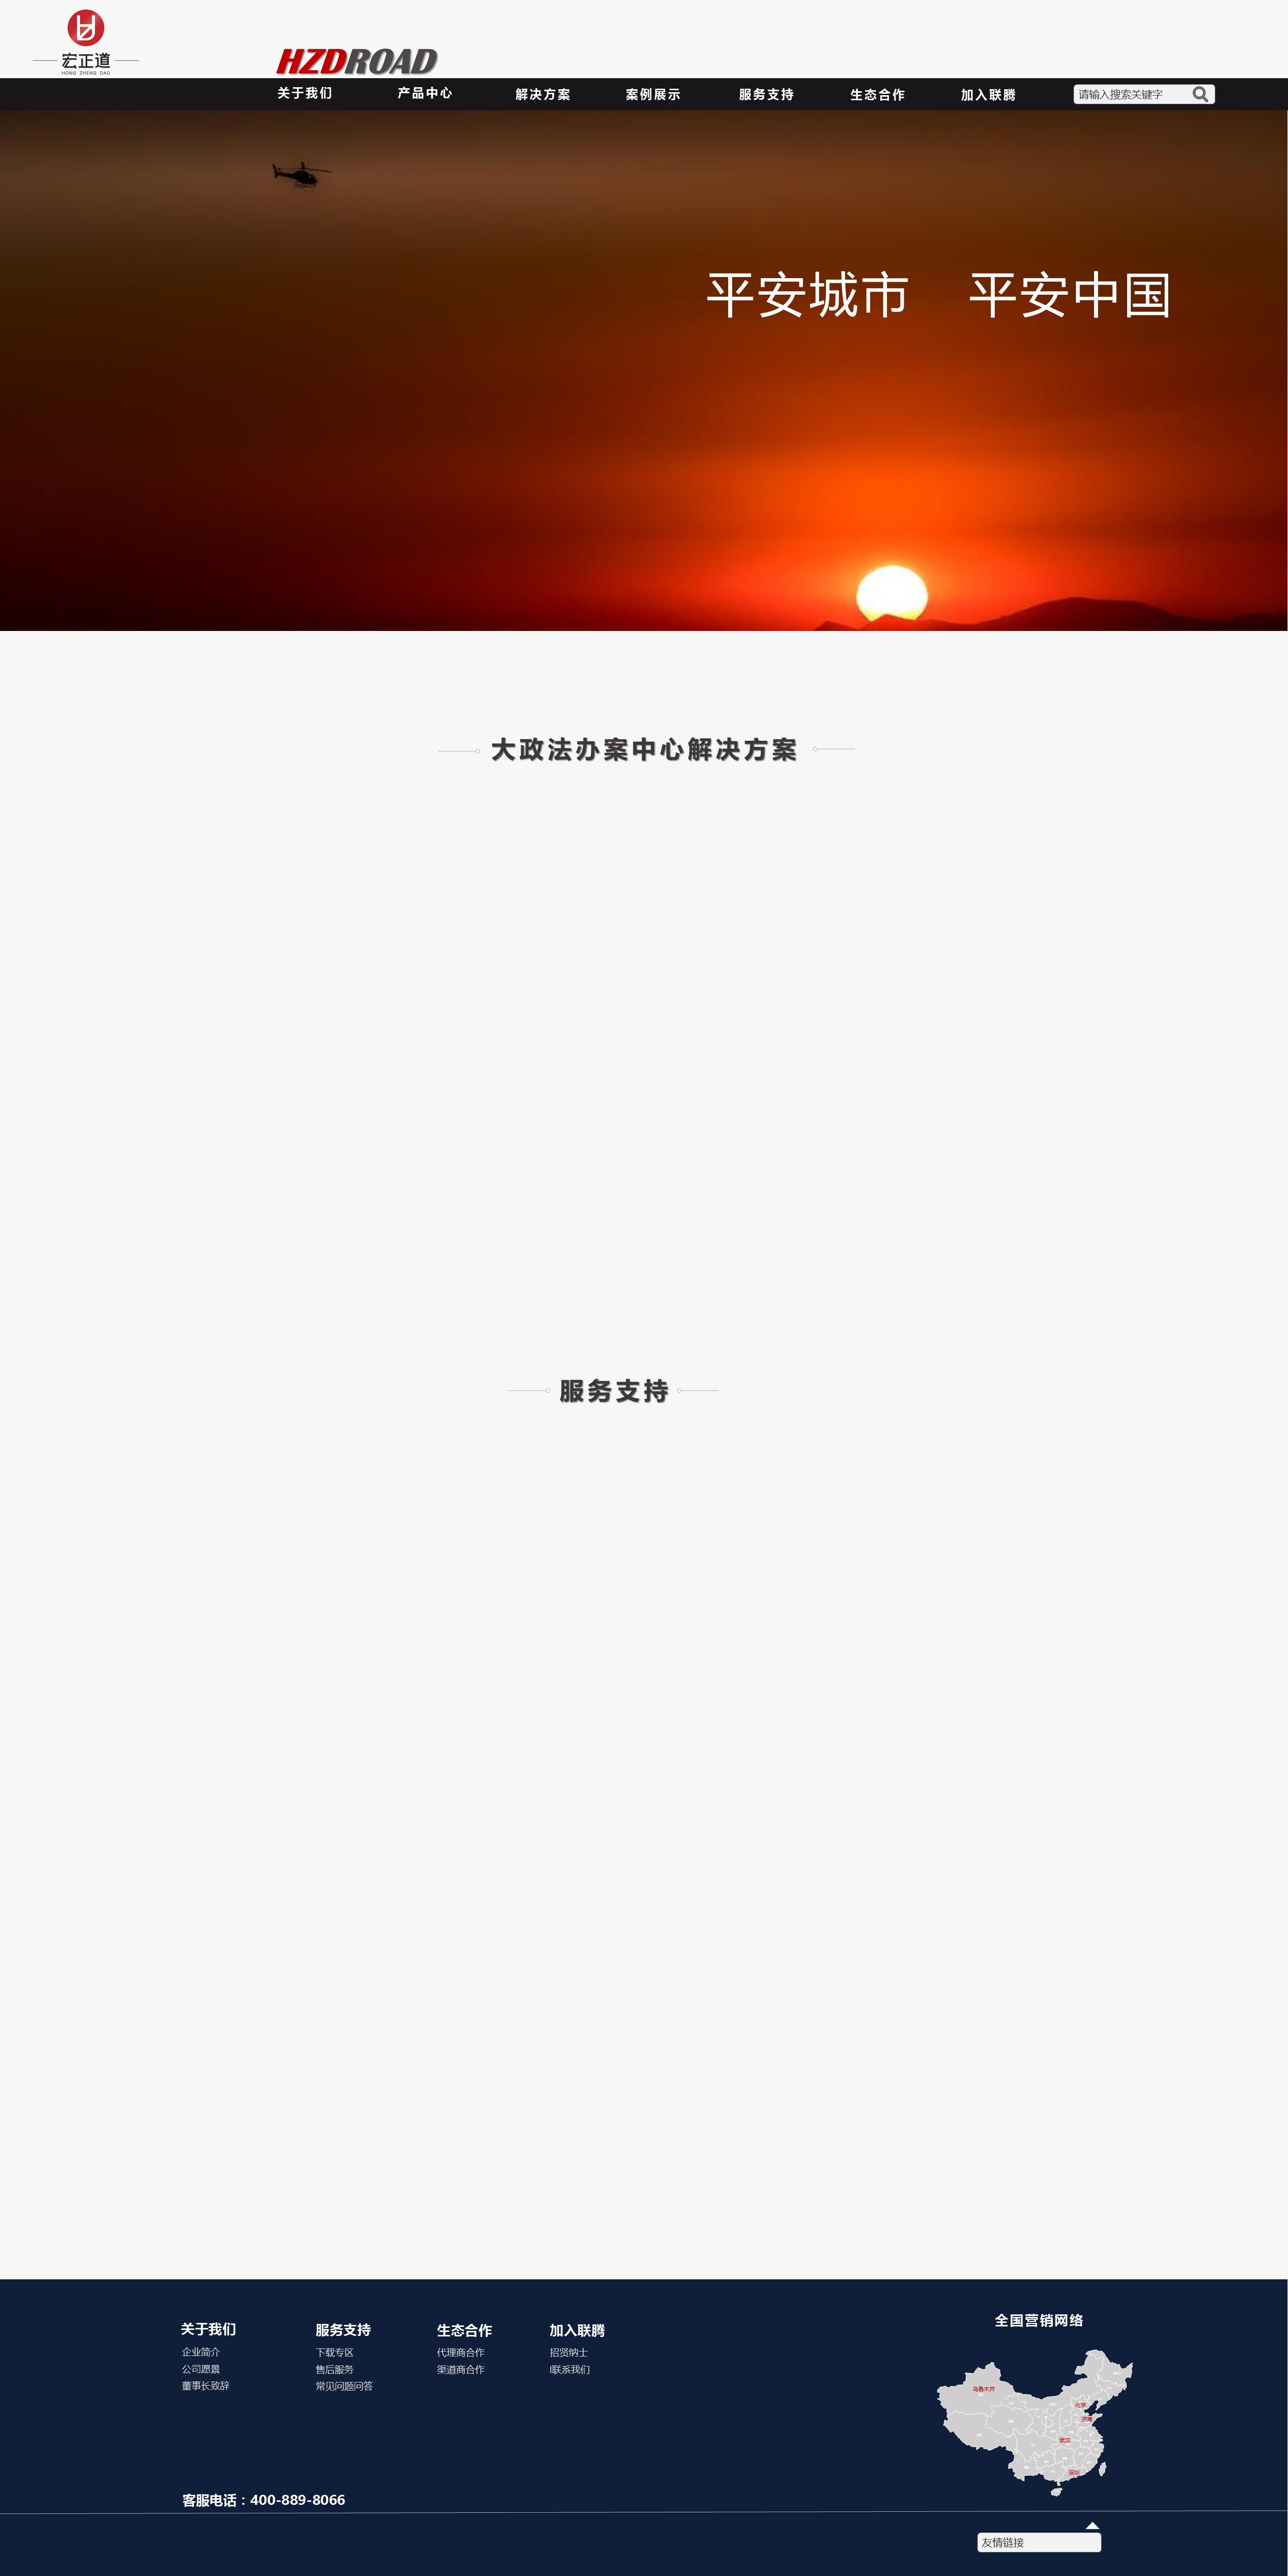 宏正道
HONG ZHENG DAO
HZDROAD
关于我们 产品中心 解决方案 案例展示 服务支持 生态合作 加入联腾 请输入搜索关键字
平安城市 平安中国
大政法办案中心解决方案
服务支持
关于我们 服务支持 生态合作 加入联腾 全国营销网络
企业简介 下载专区 代理商合作 招贤纳士
公司愿景 售后服务 渠道商合作 l联系我们
董事长致辞 常见问题问答
乌鲁木齐
北京
济南
武汉
深圳
客服电话：400-889-8066
友情链接